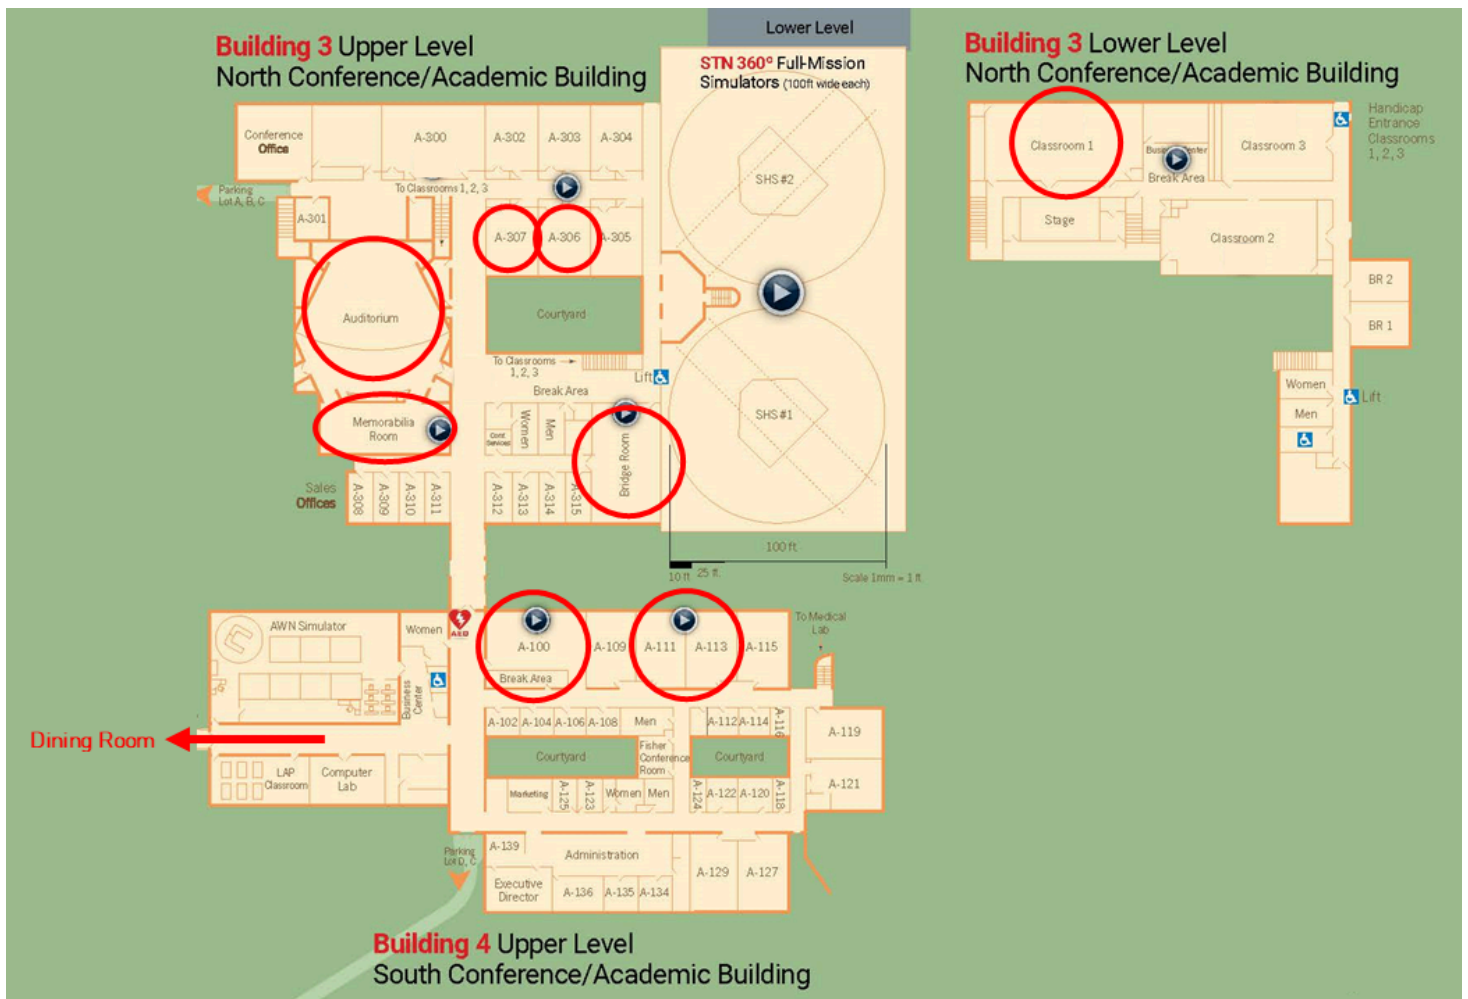 Lower Level
Building 3 Upper Level
North Conference/Academic Building
STN 360º Full-Mission
Simulators (100ft wide each)
Building 3 Lower Level
North Conference/Academic Building
Conference
Office
A-300
A-302
A-303
A-304
Parking
Lot A, B, C
To Classrooms 1, 2, 3
A-301
A-307
A-306
A-305
Auditorium
Courtyard
To Classrooms
1, 2, 3
Lift
Break Area
Memorabilia
Room
Cont
Services
Women
Men
Bridge Room
Sales
Offices
A-308
A-309
A-310
A-311
A-312
A-313
A-314
A-315
SHS #2
SHS #1
100 ft.
10 ft
25 ft.
Scale 1mm = 1 ft.
Classroom 1
Business Center
Break Area
Classroom 3
Handicap
Entrance
Classrooms
1, 2, 3
Stage
Classroom 2
BR 2
BR 1
Women
Men
Lift
AWN Simulator
Women
AED
Business
Center
A-100
Break Area
A-109
A-111
A-113
A-115
To Medical
Lab
A-102
A-104
A-106
A-108
Men
A-112
A-114
A-116
A-119
Dining Room
Courtyard
Fisher
Conference
Room
Courtyard
LAP
Classroom
Computer
Lab
Marketing
A-125
A-123
Women
Men
A-124
A-122
A-120
A-118
A-121
Parking
Lot D, C
A-139
Administration
Executive
Director
A-136
A-135
A-134
A-129
A-127
Building 4 Upper Level
South Conference/Academic Building